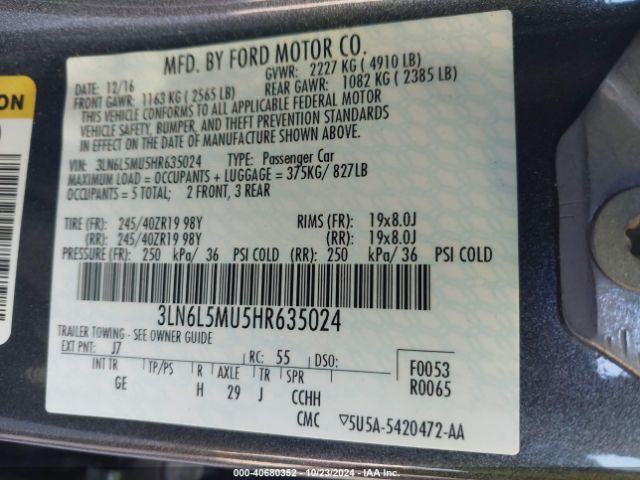 MFD. BY FORD MOTOR CO.
DATE: 12/16 GVWR: 2227 KG ( 4910 LB)
FRONT GAWR: 1163 KG ( 2565 LB) REAR GAWR: 1082 KG ( 2385 LB)
THIS VEHICLE CONFORMS TO ALL APPLICABLE FEDERAL MOTOR
VEHICLE SAFETY, BUMPER, AND THEFT PREVENTION STANDARDS
IN EFFECT ON THE DATE OF MANUFACTURE SHOWN ABOVE.
VIN: 3LN6L5MU5HR635024 TYPE: Passenger Car
MAXIMUM LOAD = OCCUPANTS + LUGGAGE = 375KG/ 827LB
OCCUPANTS = 5 TOTAL; 2 FRONT, 3 REAR
TIRE (FR): 245/40ZR19 98Y RIMS (FR): 19x8.0J
(RR): 245/40ZR19 98Y (RR): 19x8.0J
PRESSURE (FR): 250 kPa/ 36 PSI COLD (RR): 250 kPa/ 36 PSI COLD
3LN6L5MU5HR635024
TRAILER TOWING - SEE OWNER GUIDE
EXT PNT: J7 RC: 55 DSO: F0053
INT TR TP/PS R AXLE TR SPR R0065
GE H 29 J CCHH
CMC 5U5A-5420472-AA
ON
000-40680352 - 10/23/2024 - IAA Inc.